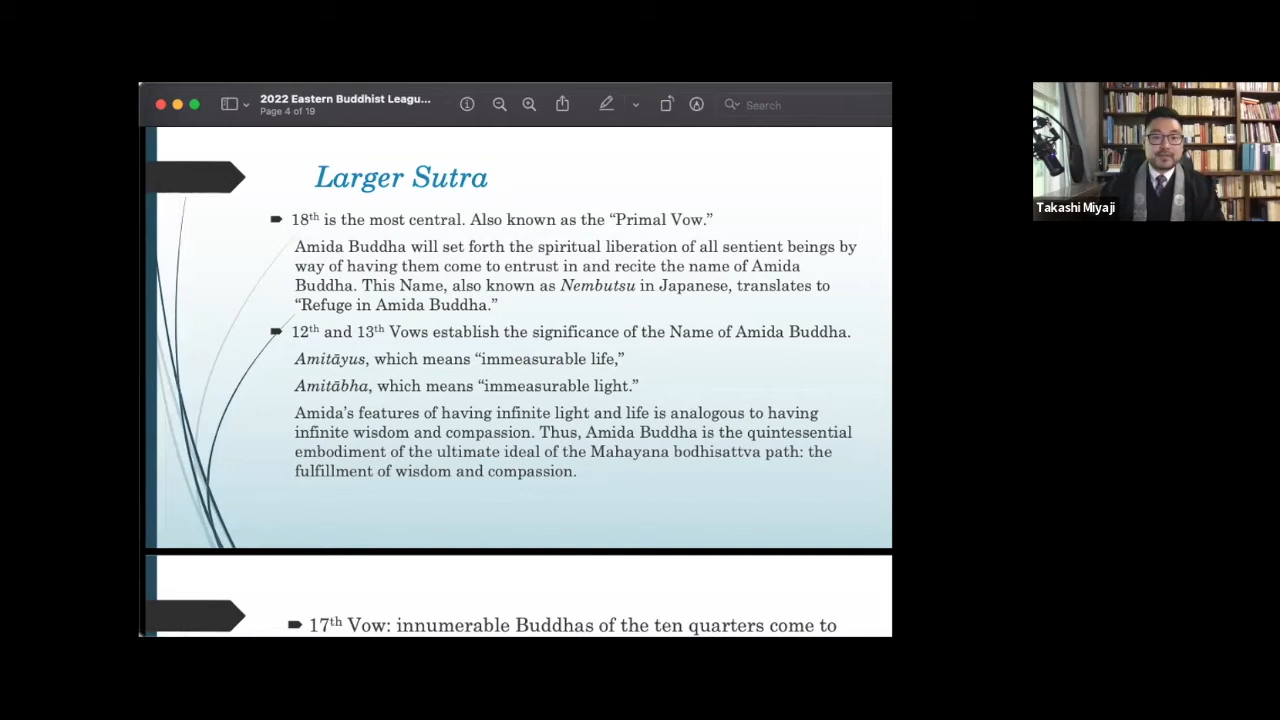 2022 Eastern Buddhist Leagu...
Page 4 of 19
Search
Larger Sutra
18th is the most central. Also known as the “Primal Vow.”
Amida Buddha will set forth the spiritual liberation of all sentient beings by
way of having them come to entrust in and recite the name of Amida
Buddha. This Name, also known as Nembutsu in Japanese, translates to
“Refuge in Amida Buddha.”
12th and 13th Vows establish the significance of the Name of Amida Buddha.
Amitāyus, which means “immeasurable life,”
Amitābha, which means “immeasurable light.”
Amida’s features of having infinite light and life is analogous to having
infinite wisdom and compassion. Thus, Amida Buddha is the quintessential
embodiment of the ultimate ideal of the Mahayana bodhisattva path: the
fulfillment of wisdom and compassion.
17th Vow: innumerable Buddhas of the ten quarters come to
Takashi Miyaji